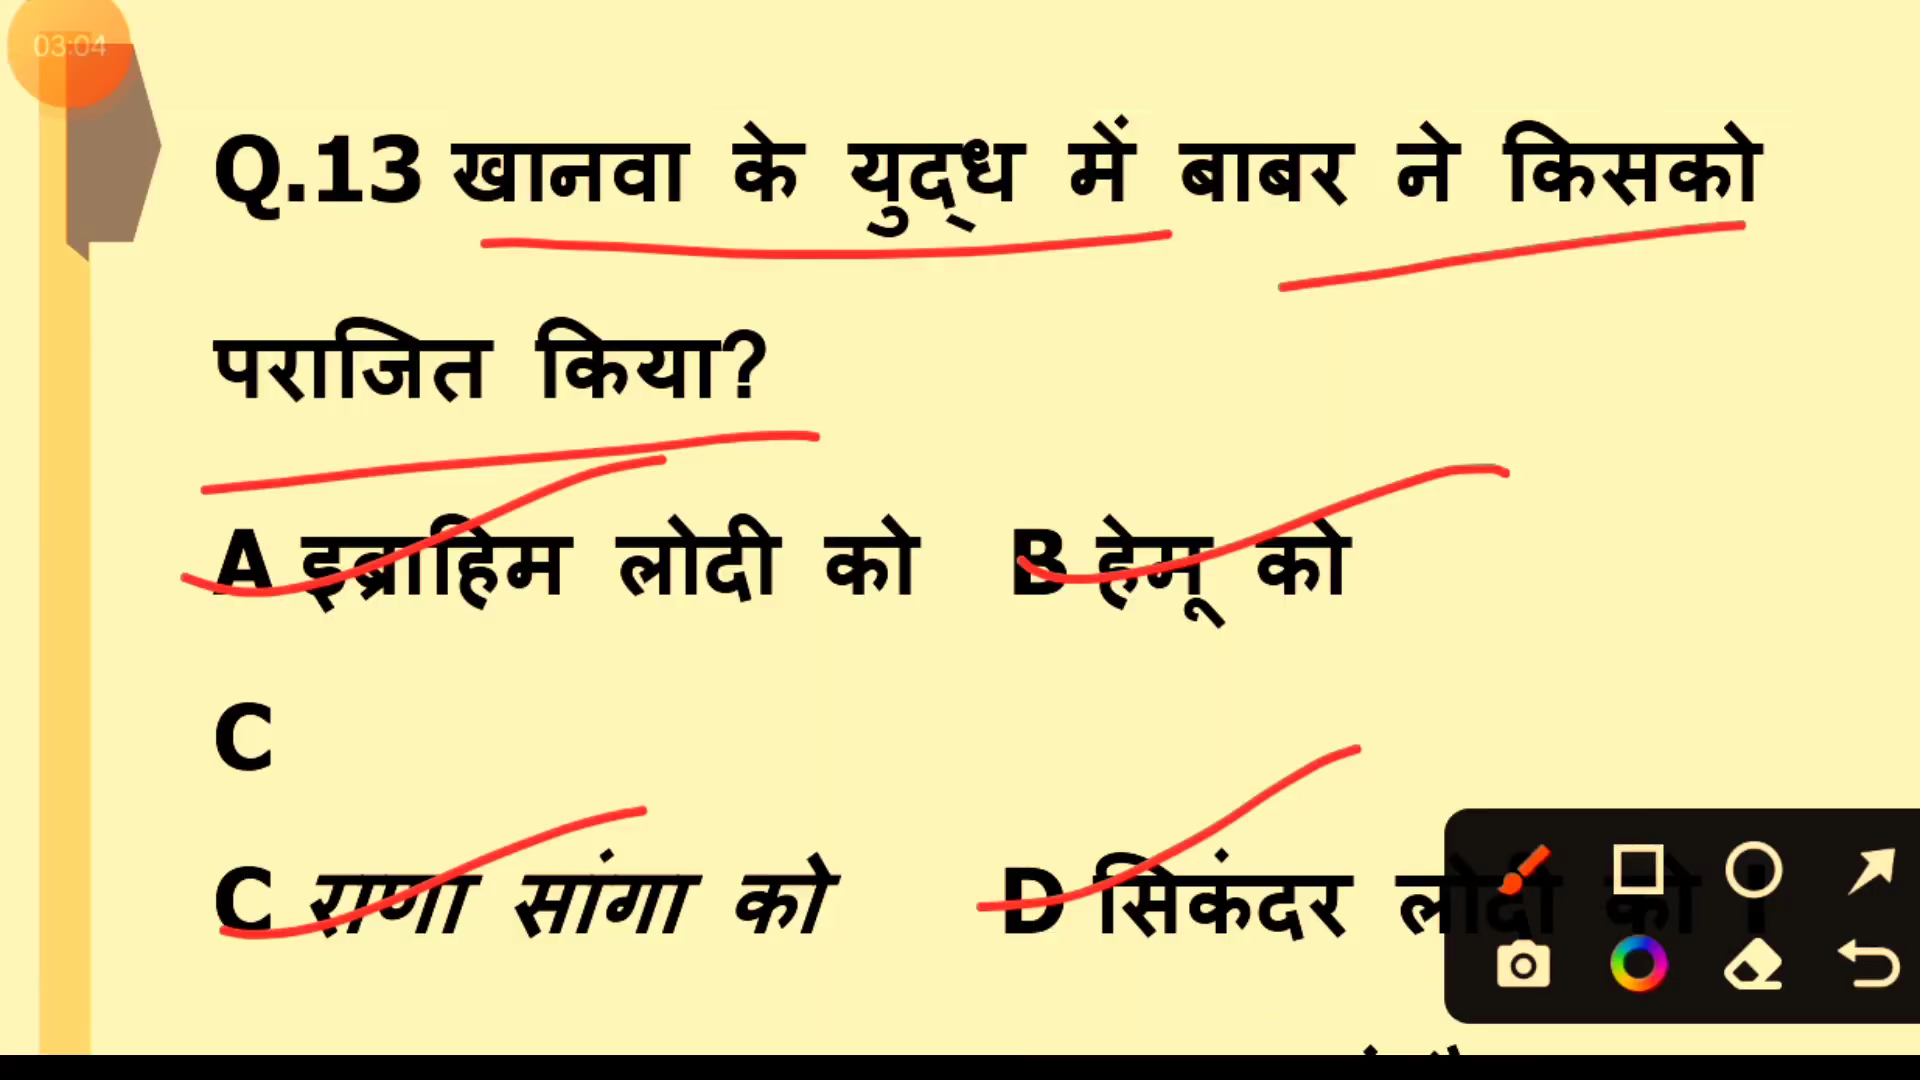 03:04
Q.13 खानवा के युद्ध में बाबर ने किसको
पराजित किया?
A इब्राहिम लोदी को B हेमू को
C
C राणा सांगा को D सिकंदर लोदी को !